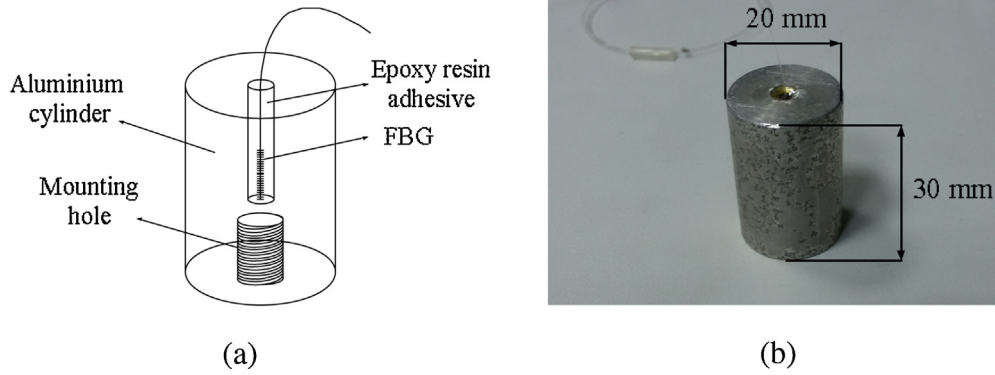 Aluminium
cylinder
Mounting
hole
Epoxy resin
adhesive
FBG
(a)
20 mm
30 mm
(b)